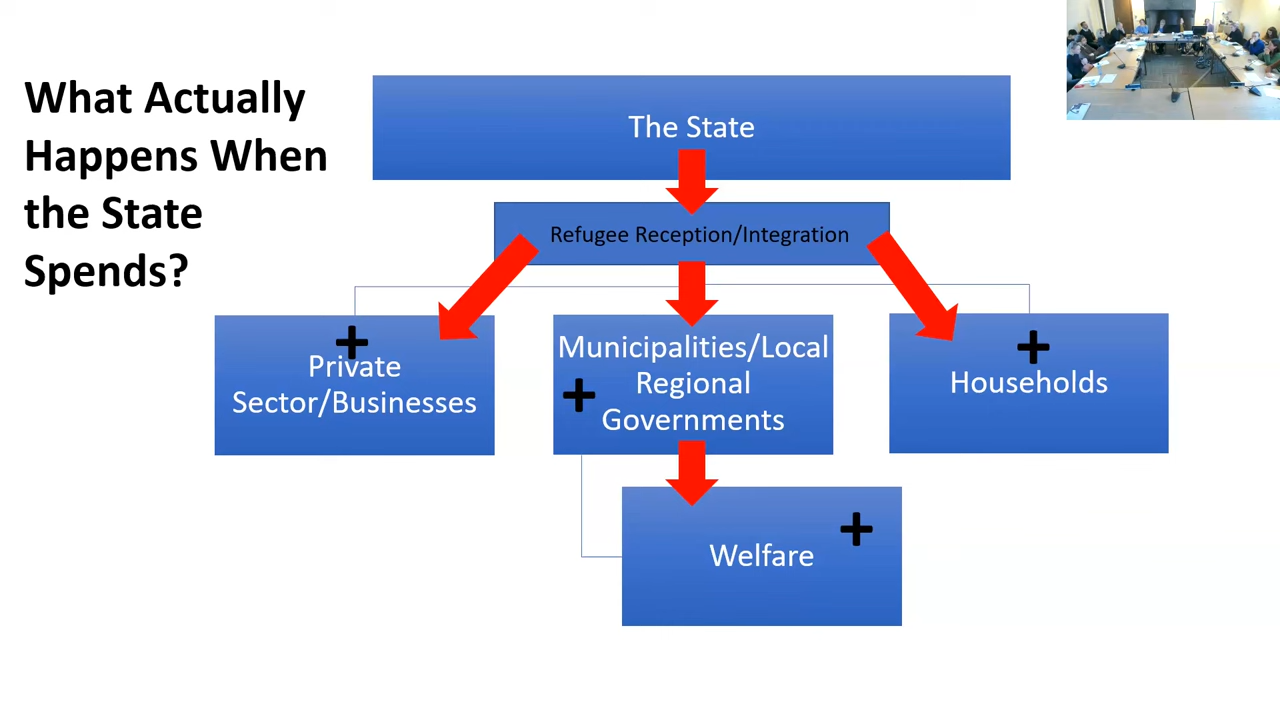 What Actually
Happens When
the State
Spends?
The State
Refugee Reception/Integration
+
Private
Sector/Businesses
Municipalities/Local
Regional
+
Governments
+
Households
Welfare
+